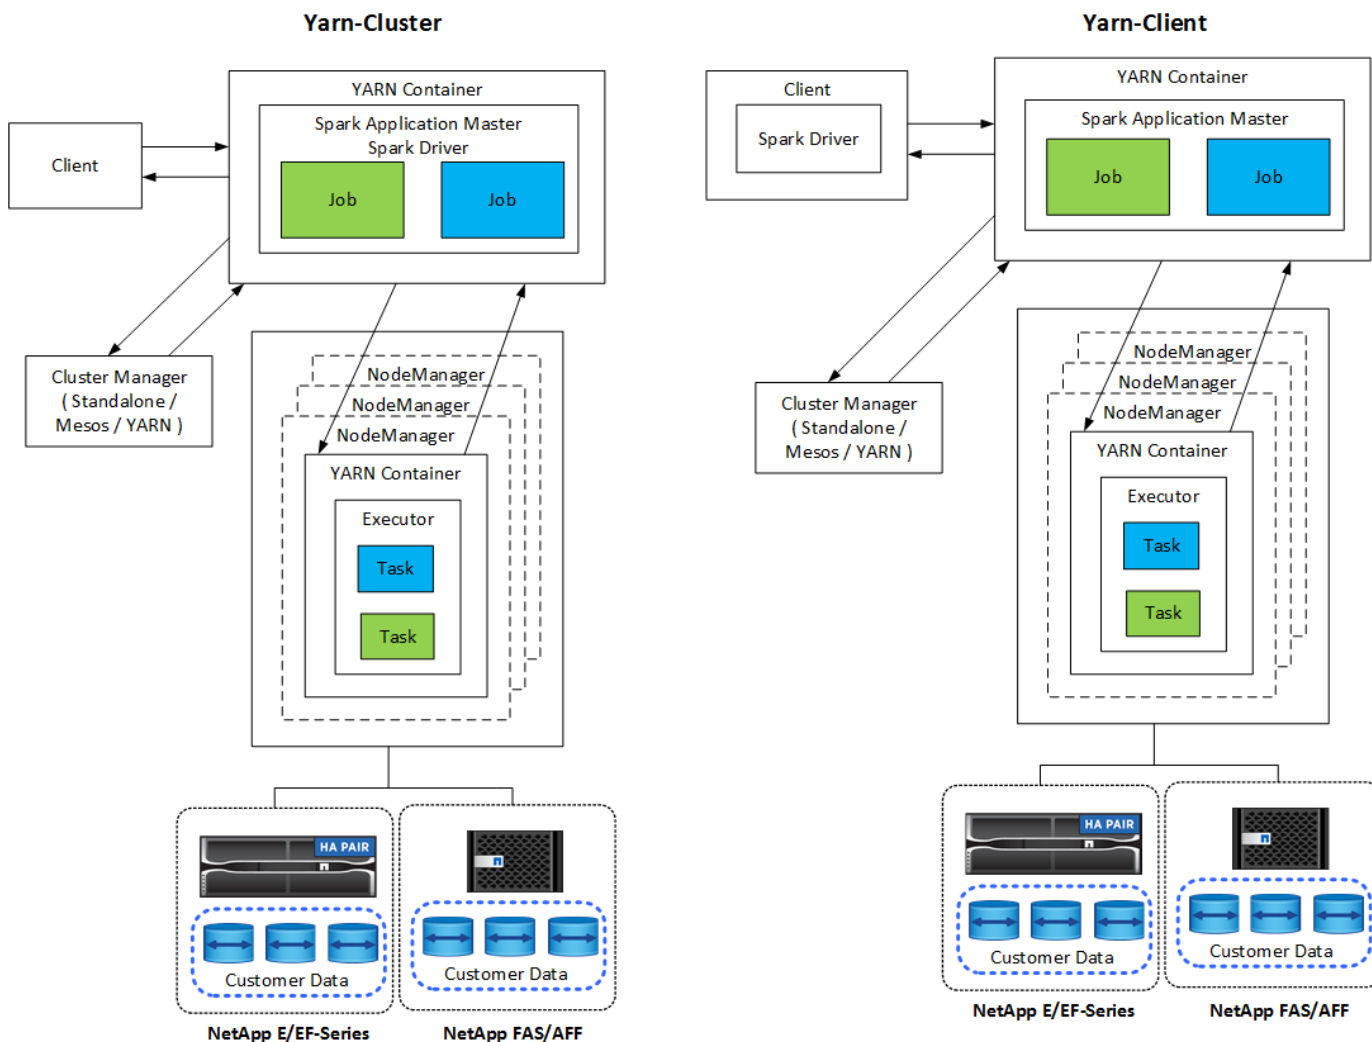 Yarn-Cluster
YARN Container
Spark Application Master
Spark Driver
Client
Job
Job
Cluster Manager
( Standalone /
Mesos / YARN )
NodeManager
NodeManager
NodeManager
YARN Container
Executor
Task
Task
HA PAIR
n
Customer Data
Customer Data
NetApp E/EF-Series
NetApp FAS/AFF
Yarn-Client
Client
Spark Driver
YARN Container
Spark Application Master
Job
Job
Cluster Manager
( Standalone /
Mesos / YARN )
NodeManager
NodeManager
NodeManager
YARN Container
Executor
Task
Task
HA PAIR
n
Customer Data
Customer Data
NetApp E/EF-Series
NetApp FAS/AFF